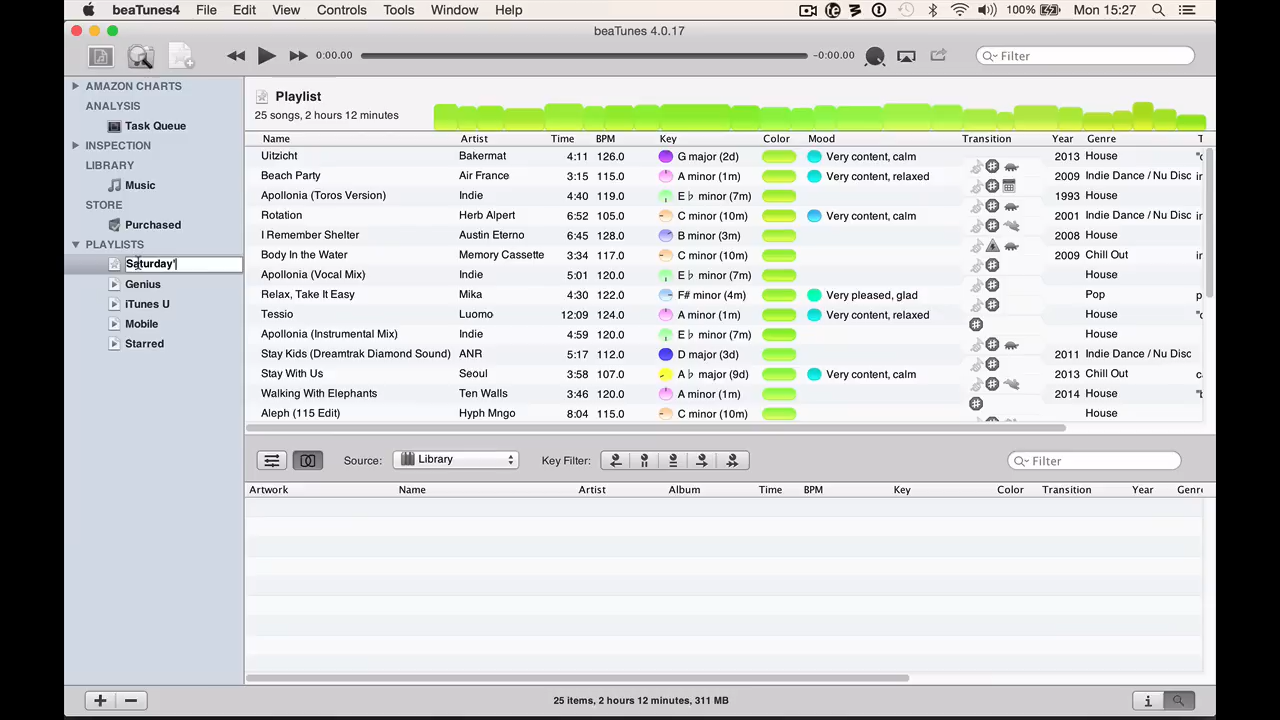 beaTunes4 File Edit View Controls Tools Window Help 100% Mon 15:27
beaTunes 4.0.17
0:00.00 -0:00.00 Filter
AMAZON CHARTS
ANALYSIS
Task Queue
INSPECTION
LIBRARY
Music
STORE
Purchased
PLAYLISTS
Saturday'
Genius
iTunes U
Mobile
Starred
Playlist
25 songs, 2 hours 12 minutes
Name Artist Time BPM Key Color Mood Transition Year Genre T
Uitzicht Bakermat 4:11 126.0 G major (2d) Very content, calm 2013 House "c
Beach Party Air France 3:15 115.0 A minor (1m) Very content, relaxed 2009 Indie Dance / Nu Disc in
Apollonia (Toros Version) Indie 4:40 119.0 E♭ minor (7m) 1993 House
Rotation Herb Alpert 6:52 105.0 C minor (10m) Very content, calm 2001 Indie Dance / Nu Disc in
I Remember Shelter Austin Eterno 6:45 128.0 B minor (3m) 2008 House
Body In the Water Memory Cassette 3:34 117.0 C minor (10m) 2009 Chill Out in
Apollonia (Vocal Mix) Indie 5:01 120.0 E♭ minor (7m) House
Relax, Take It Easy Mika 4:30 122.0 F# minor (4m) Very pleased, glad Pop p
Tessio Luomo 12:09 124.0 A minor (1m) Very content, relaxed House "c
Apollonia (Instrumental Mix) Indie 4:59 120.0 E♭ minor (7m) House
Stay Kids (Dreamtrak Diamond Sound) ANR 5:17 112.0 D major (3d) 2011 Indie Dance / Nu Disc
Stay With Us Seoul 3:58 107.0 A♭ major (9d) Very content, calm 2013 Chill Out ca
Walking With Elephants Ten Walls 3:46 120.0 A minor (1m) 2014 House "b
Aleph (115 Edit) Hyph Mngo 8:04 115.0 C minor (10m) House
Source: Library Key Filter: Filter
Artwork Name Artist Album Time BPM Key Color Transition Year Genre
25 items, 2 hours 12 minutes, 311 MB